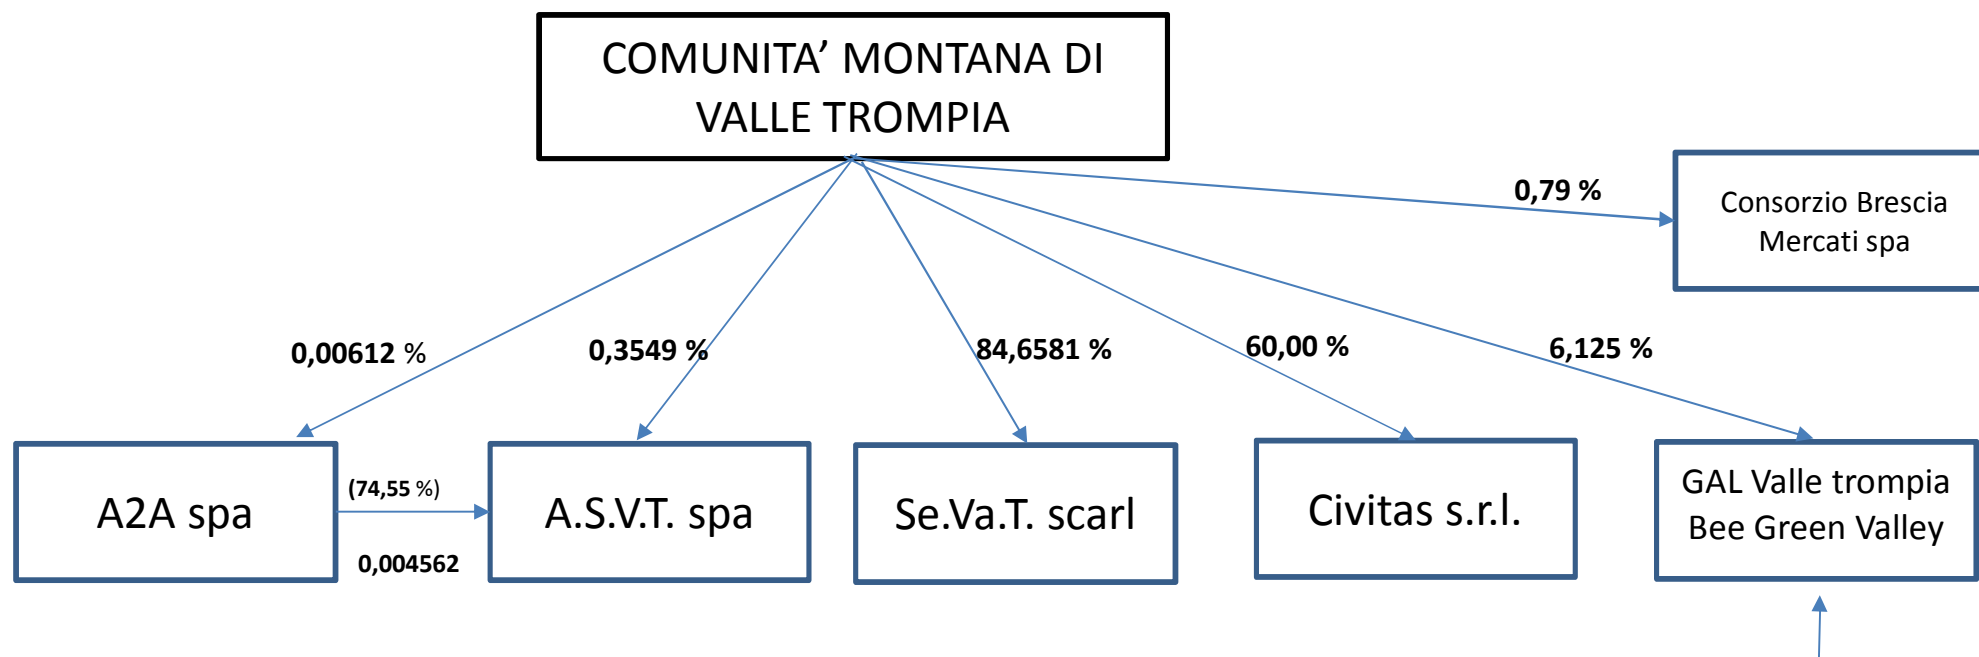 COMUNITA’ MONTANA DI
VALLE TROMPIA
0,79 %
Consorzio Brescia
Mercati spa
0,00612 %
0,3549 %
84,6581 %
60,00 %
6,125 %
A2A spa
(74,55 %)
0,004562
A.S.V.T. spa
Se.Va.T. scarl
Civitas s.r.l.
GAL Valle trompia
Bee Green Valley